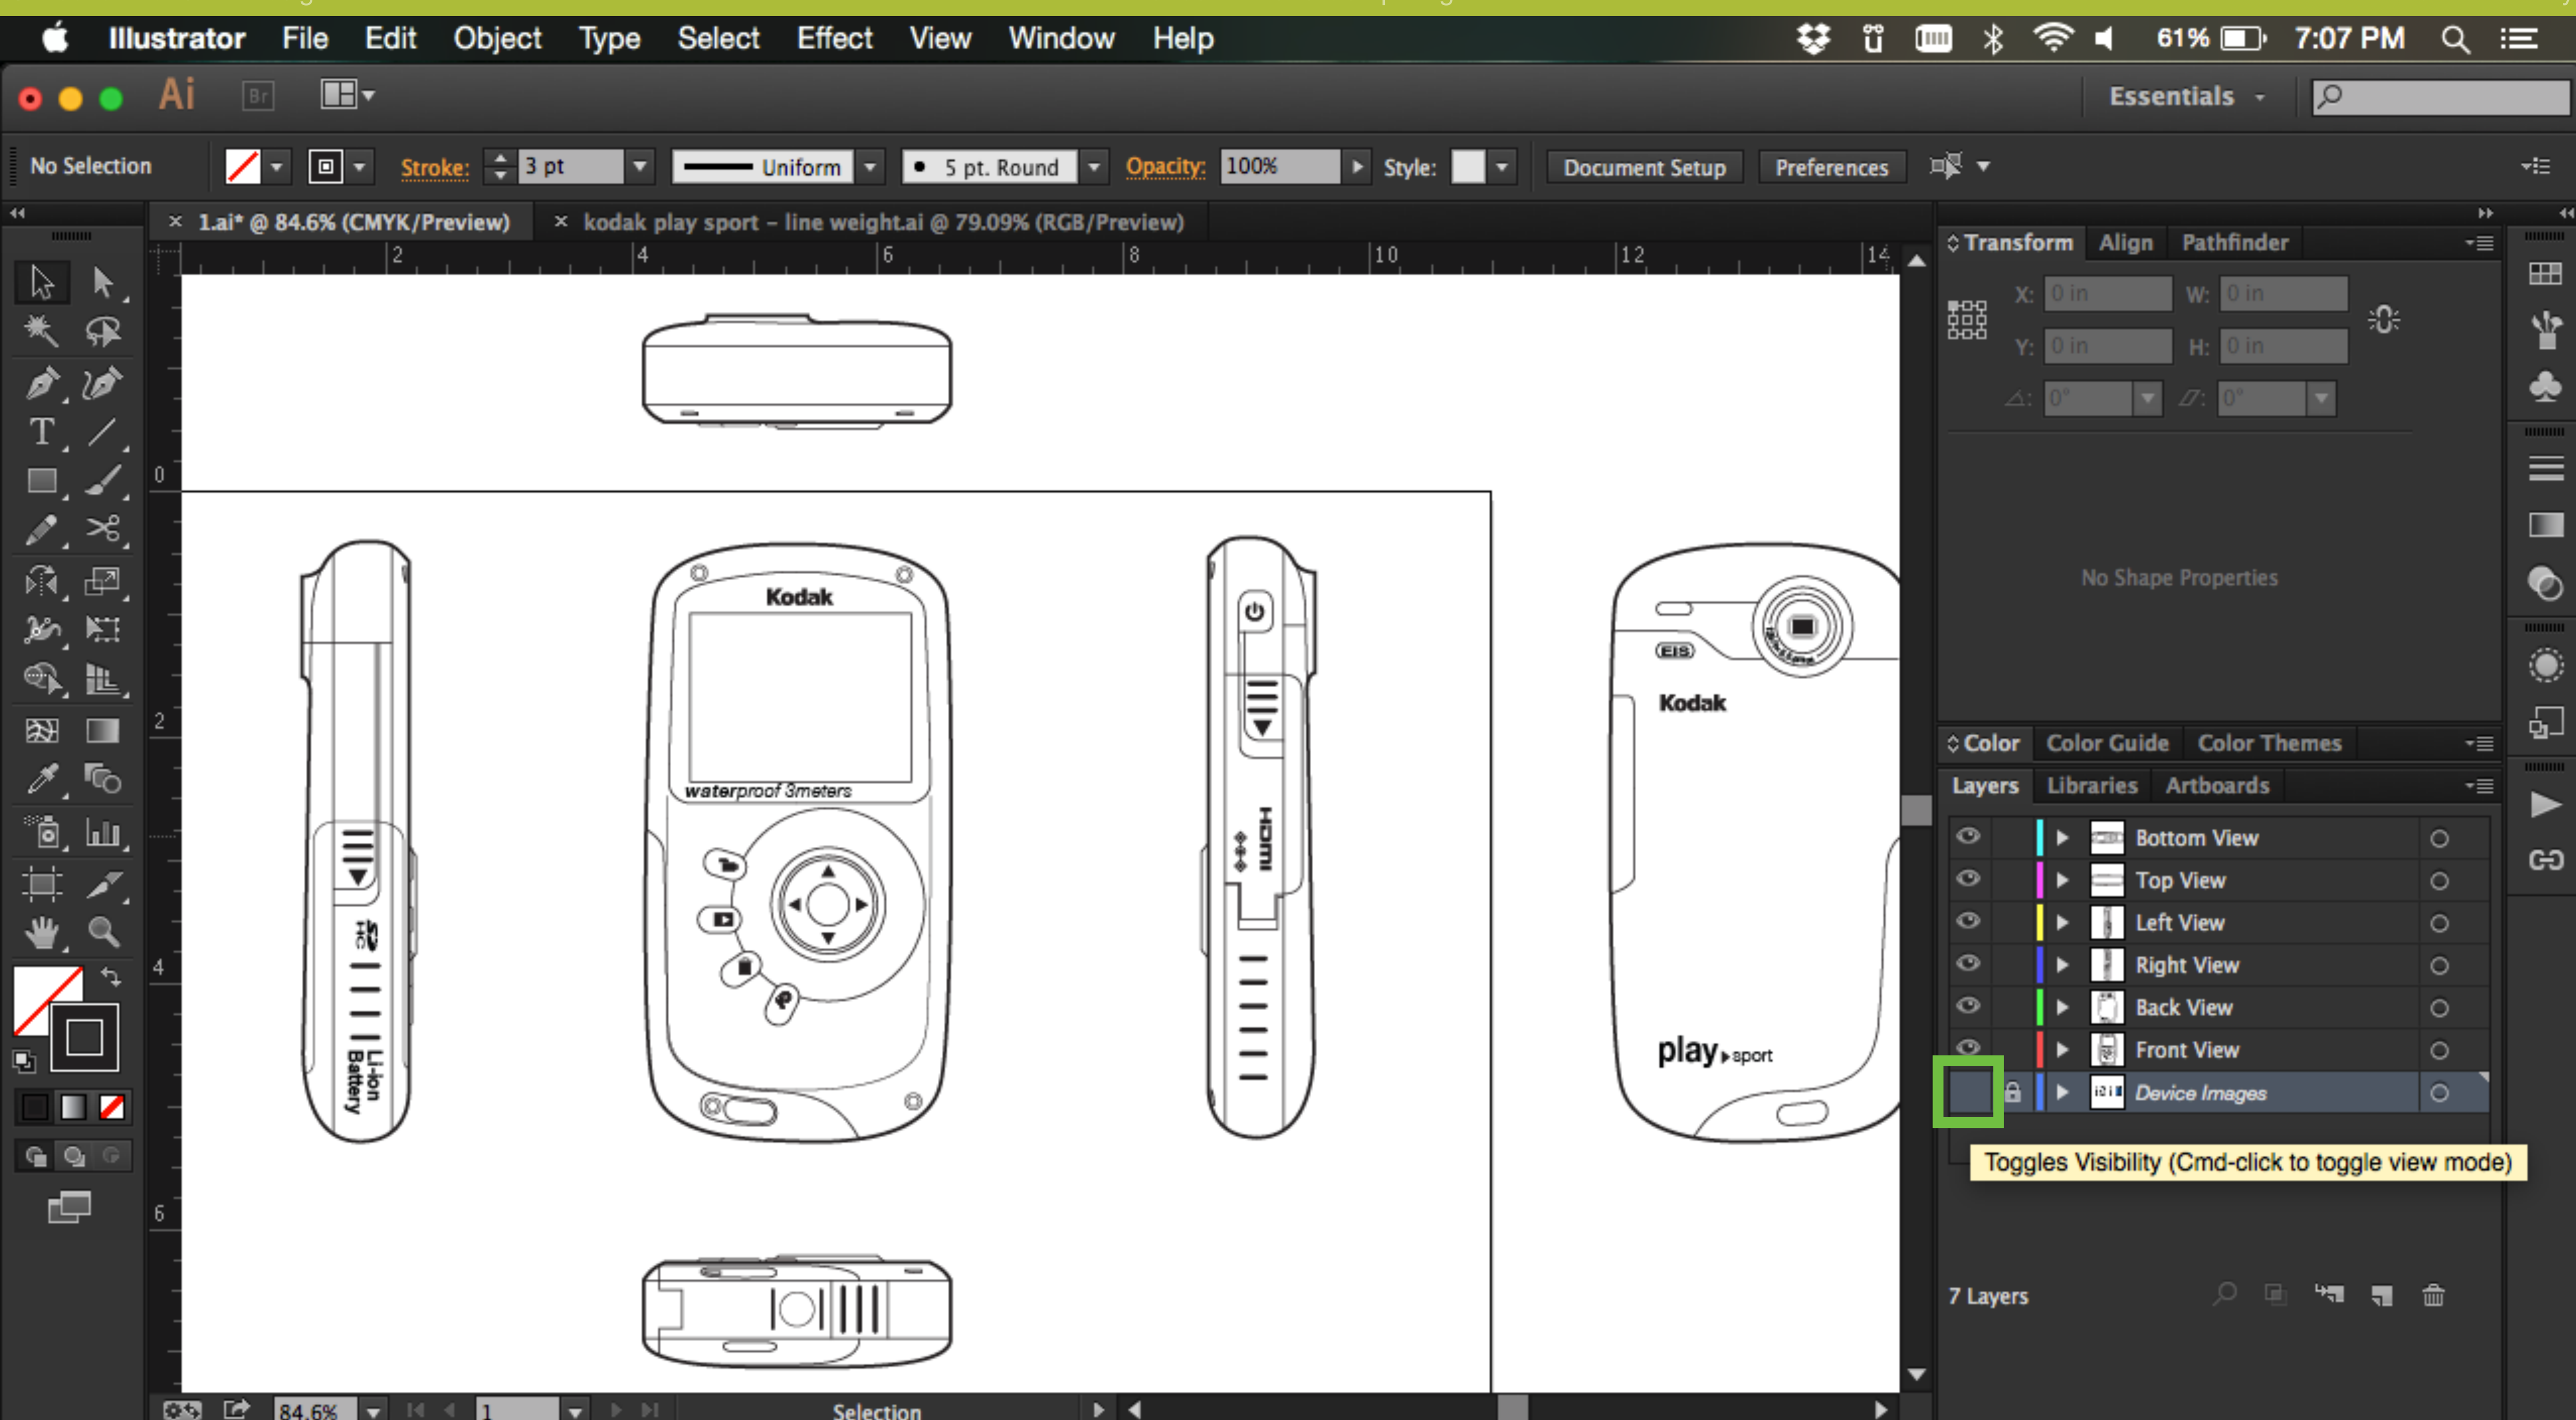 Illustrator File Edit Object Type Select Effect View Window Help 61% 7:07 PM
Ai Br Essentials
No Selection Stroke: 3 pt Uniform 5 pt. Round Opacity: 100% Style: Document Setup Preferences
× 1.ai* @ 84.6% (CMYK/Preview) × kodak play sport – line weight.ai @ 79.09% (RGB/Preview)
2 4 6 8 10 12 14
Transform Align Pathfinder
X: 0 in W: 0 in
Y: 0 in H: 0 in
0° 0°
No Shape Properties
0
2
4
6
Kodak
waterproof 3meters
SD HC
Li-ion
Battery
HDMI
EIS
Kodak
play sport
Color Color Guide Color Themes
Layers Libraries Artboards
Bottom View
Top View
Left View
Right View
Back View
Front View
Device Images
Toggles Visibility (Cmd-click to toggle view mode)
7 Layers
84.6% 1 Selection